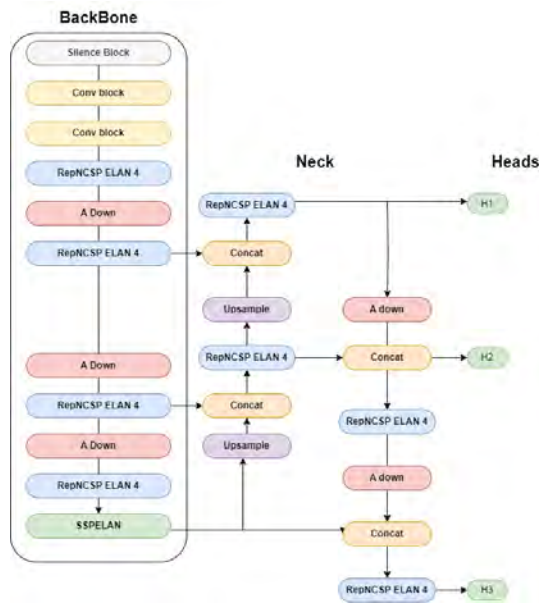 BackBone
Silence Block
Conv block
Conv block
RepNCSP ELAN 4
A Down
RepNCSP ELAN 4
A Down
RepNCSP ELAN 4
A Down
RepNCSP ELAN 4
SSPELAN
Neck
RepNCSP ELAN 4
Concat
Upsample
RepNCSP ELAN 4
Concat
Upsample
A down
Concat
RepNCSP ELAN 4
A down
Concat
RepNCSP ELAN 4
Heads
H1
H2
H3